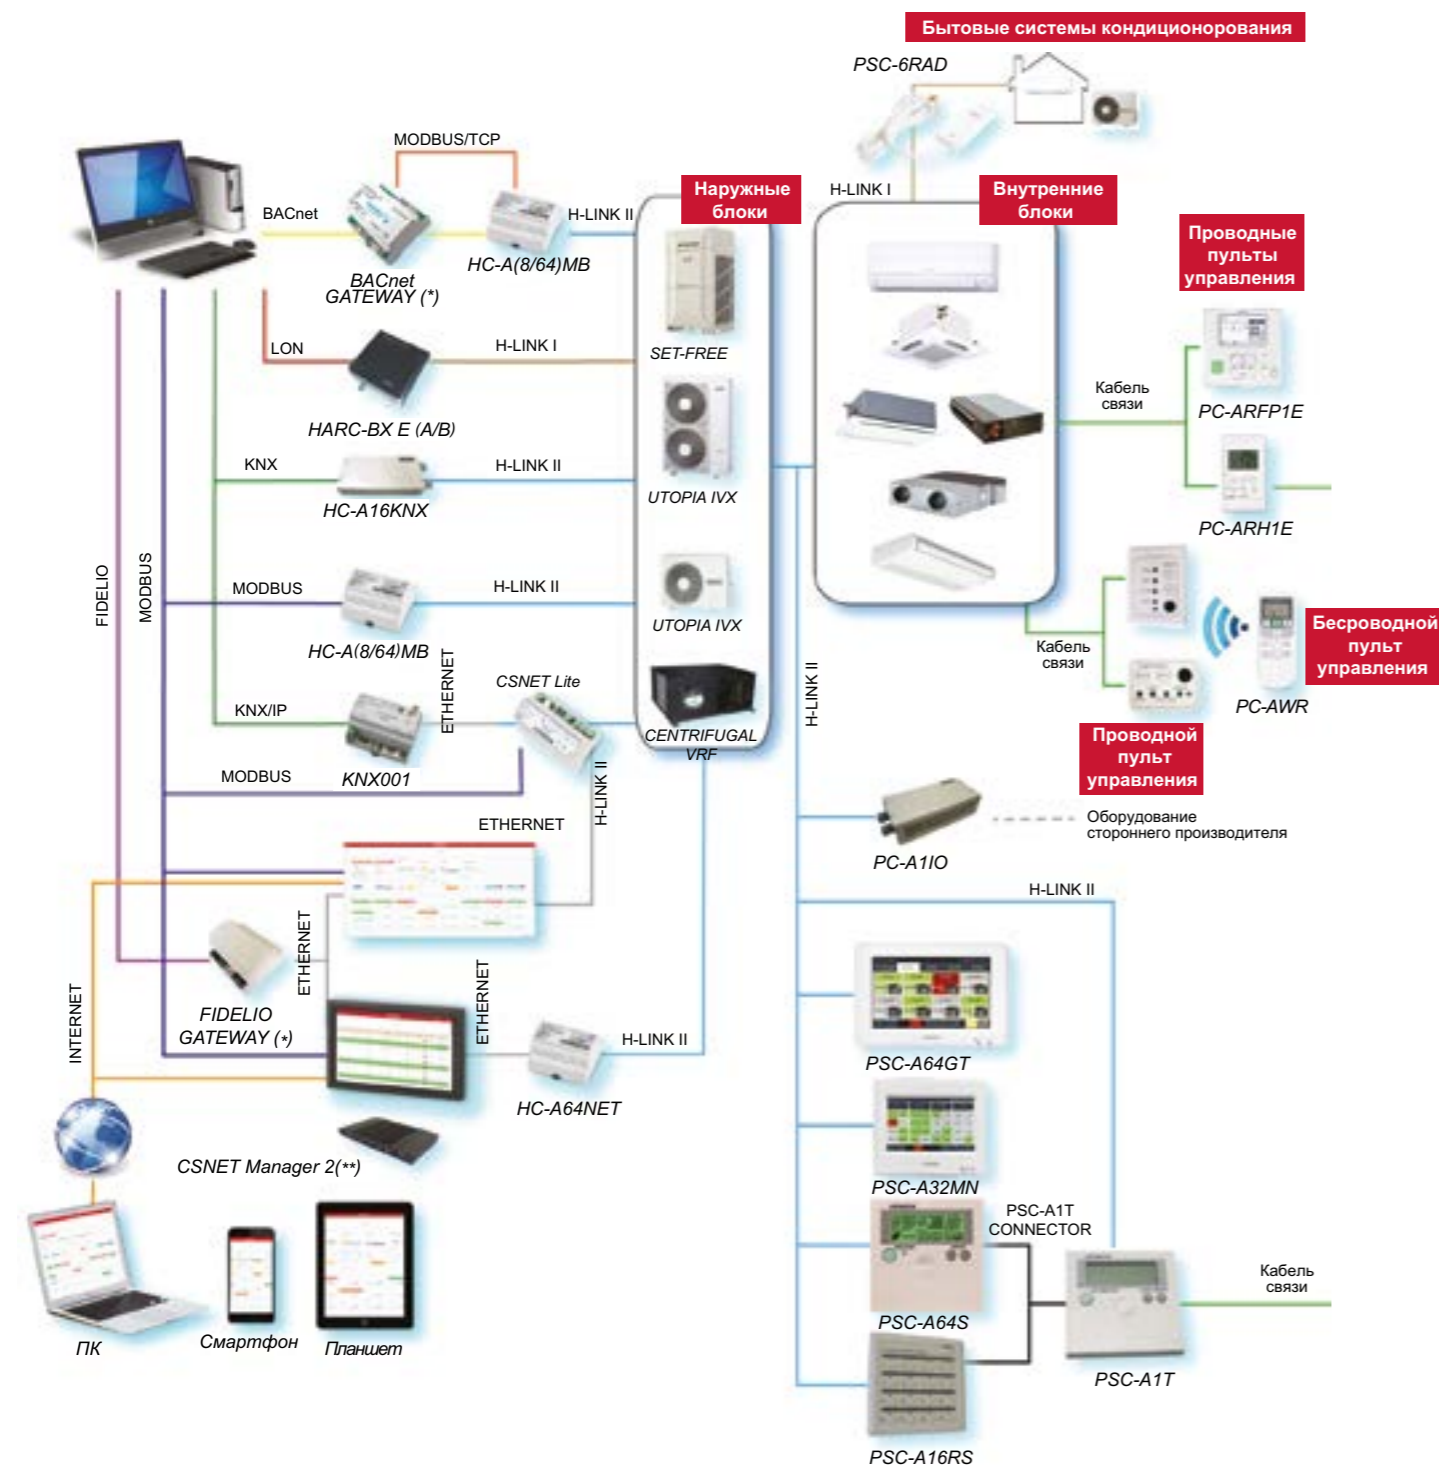 Бытовые системы кондиционорования
PSC-6RAD
MODBUS/TCP
BACnet
H-LINK II
HC-A(8/64)MB
BACnet
GATEWAY (*)
Наружные
блоки
H-LINK I
Внутренние
блоки
Проводные
пульты
управления
LON
H-LINK I
SET-FREE
HARC-BX E (A/B)
Кабель
связи
PC-ARFP1E
KNX
H-LINK II
HC-A16KNX
UTOPIA IVX
PC-ARH1E
FIDELIO
MODBUS
MODBUS
H-LINK II
HC-A(8/64)MB
UTOPIA IVX
Кабель
связи
Бесроводной
пульт
управления
PC-AWR
ETHERNET
CSNET Lite
H-LINK II
KNX/IP
KNX001
CENTRIFUGAL
VRF
Проводной
пульт
управления
MODBUS
H-LINK II
ETHERNET
Оборудование
стороннего производителя
PC-A1IO
H-LINK II
ETHERNET
ETHERNET
INTERNET
FIDELIO
GATEWAY (*)
H-LINK II
HC-A64NET
PSC-A64GT
CSNET Manager 2(**)
PSC-A32MN
PSC-A1T
CONNECTOR
Кабель
связи
PSC-A64S
ПК
Смартфон
Планшет
PSC-A1T
PSC-A16RS